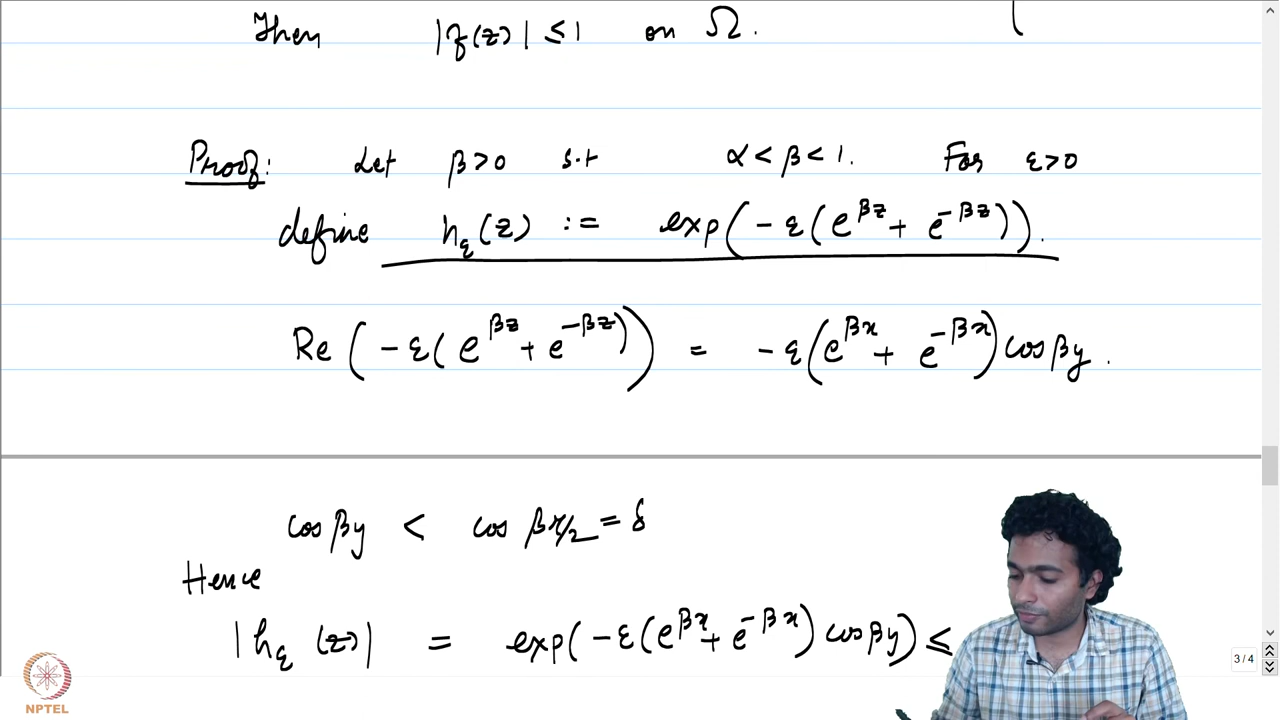 Then |f(z)| ≤ 1 on Ω.
Proof: Let β>0 s.t α < β < 1. For ε>0
define h_ε(z) := exp(-ε(e^{βz} + e^{-βz})).
Re(-ε(e^{βz} + e^{-βz})) = -ε(e^{βx} + e^{-βx}) cos βy.
cos βy < cos βπ/2 = δ
Hence
|h_ε(z)| = exp(-ε(e^{βx} + e^{-βx}) cos βy) ≤
3 / 4
NPTEL